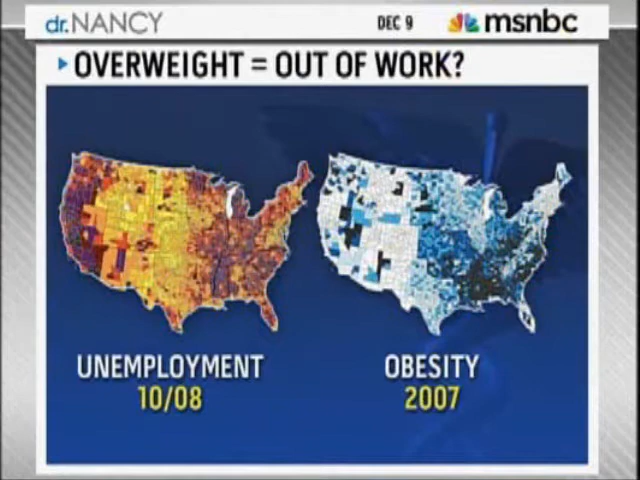 dr.NANCY
DEC 9
msnbc
OVERWEIGHT = OUT OF WORK?
UNEMPLOYMENT
10/08
OBESITY
2007